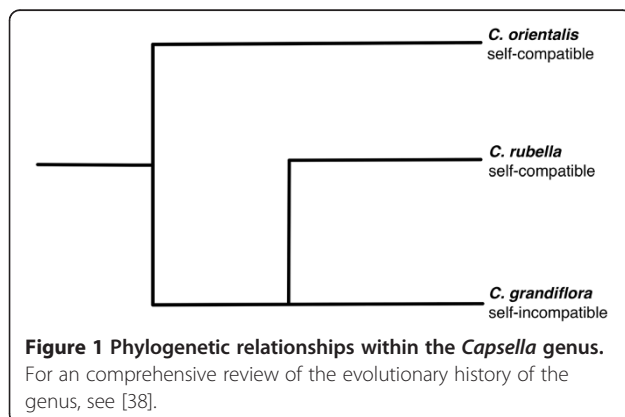 C. orientalis
self-compatible
C. rubella
self-compatible
C. grandiflora
self-incompatible
Figure 1 Phylogenetic relationships within the Capsella genus.
For an comprehensive review of the evolutionary history of the
genus, see [38].